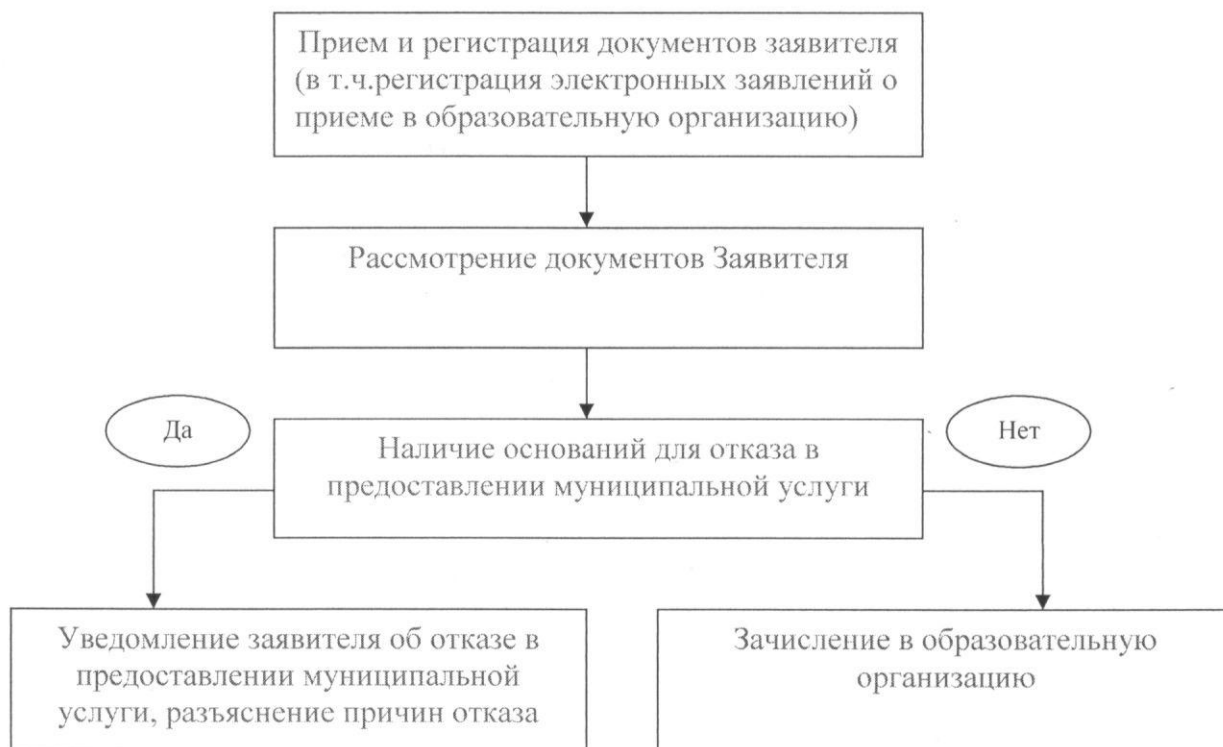 Прием и регистрация документов заявителя
(в т.ч.регистрация электронных заявлений о
приеме в образовательную организацию)
Рассмотрение документов Заявителя
Да
Нет
Наличие оснований для отказа в
предоставлении муниципальной услуги
Уведомление заявителя об отказе в
предоставлении муниципальной
услуги, разъяснение причин отказа
Зачисление в образовательную
организацию